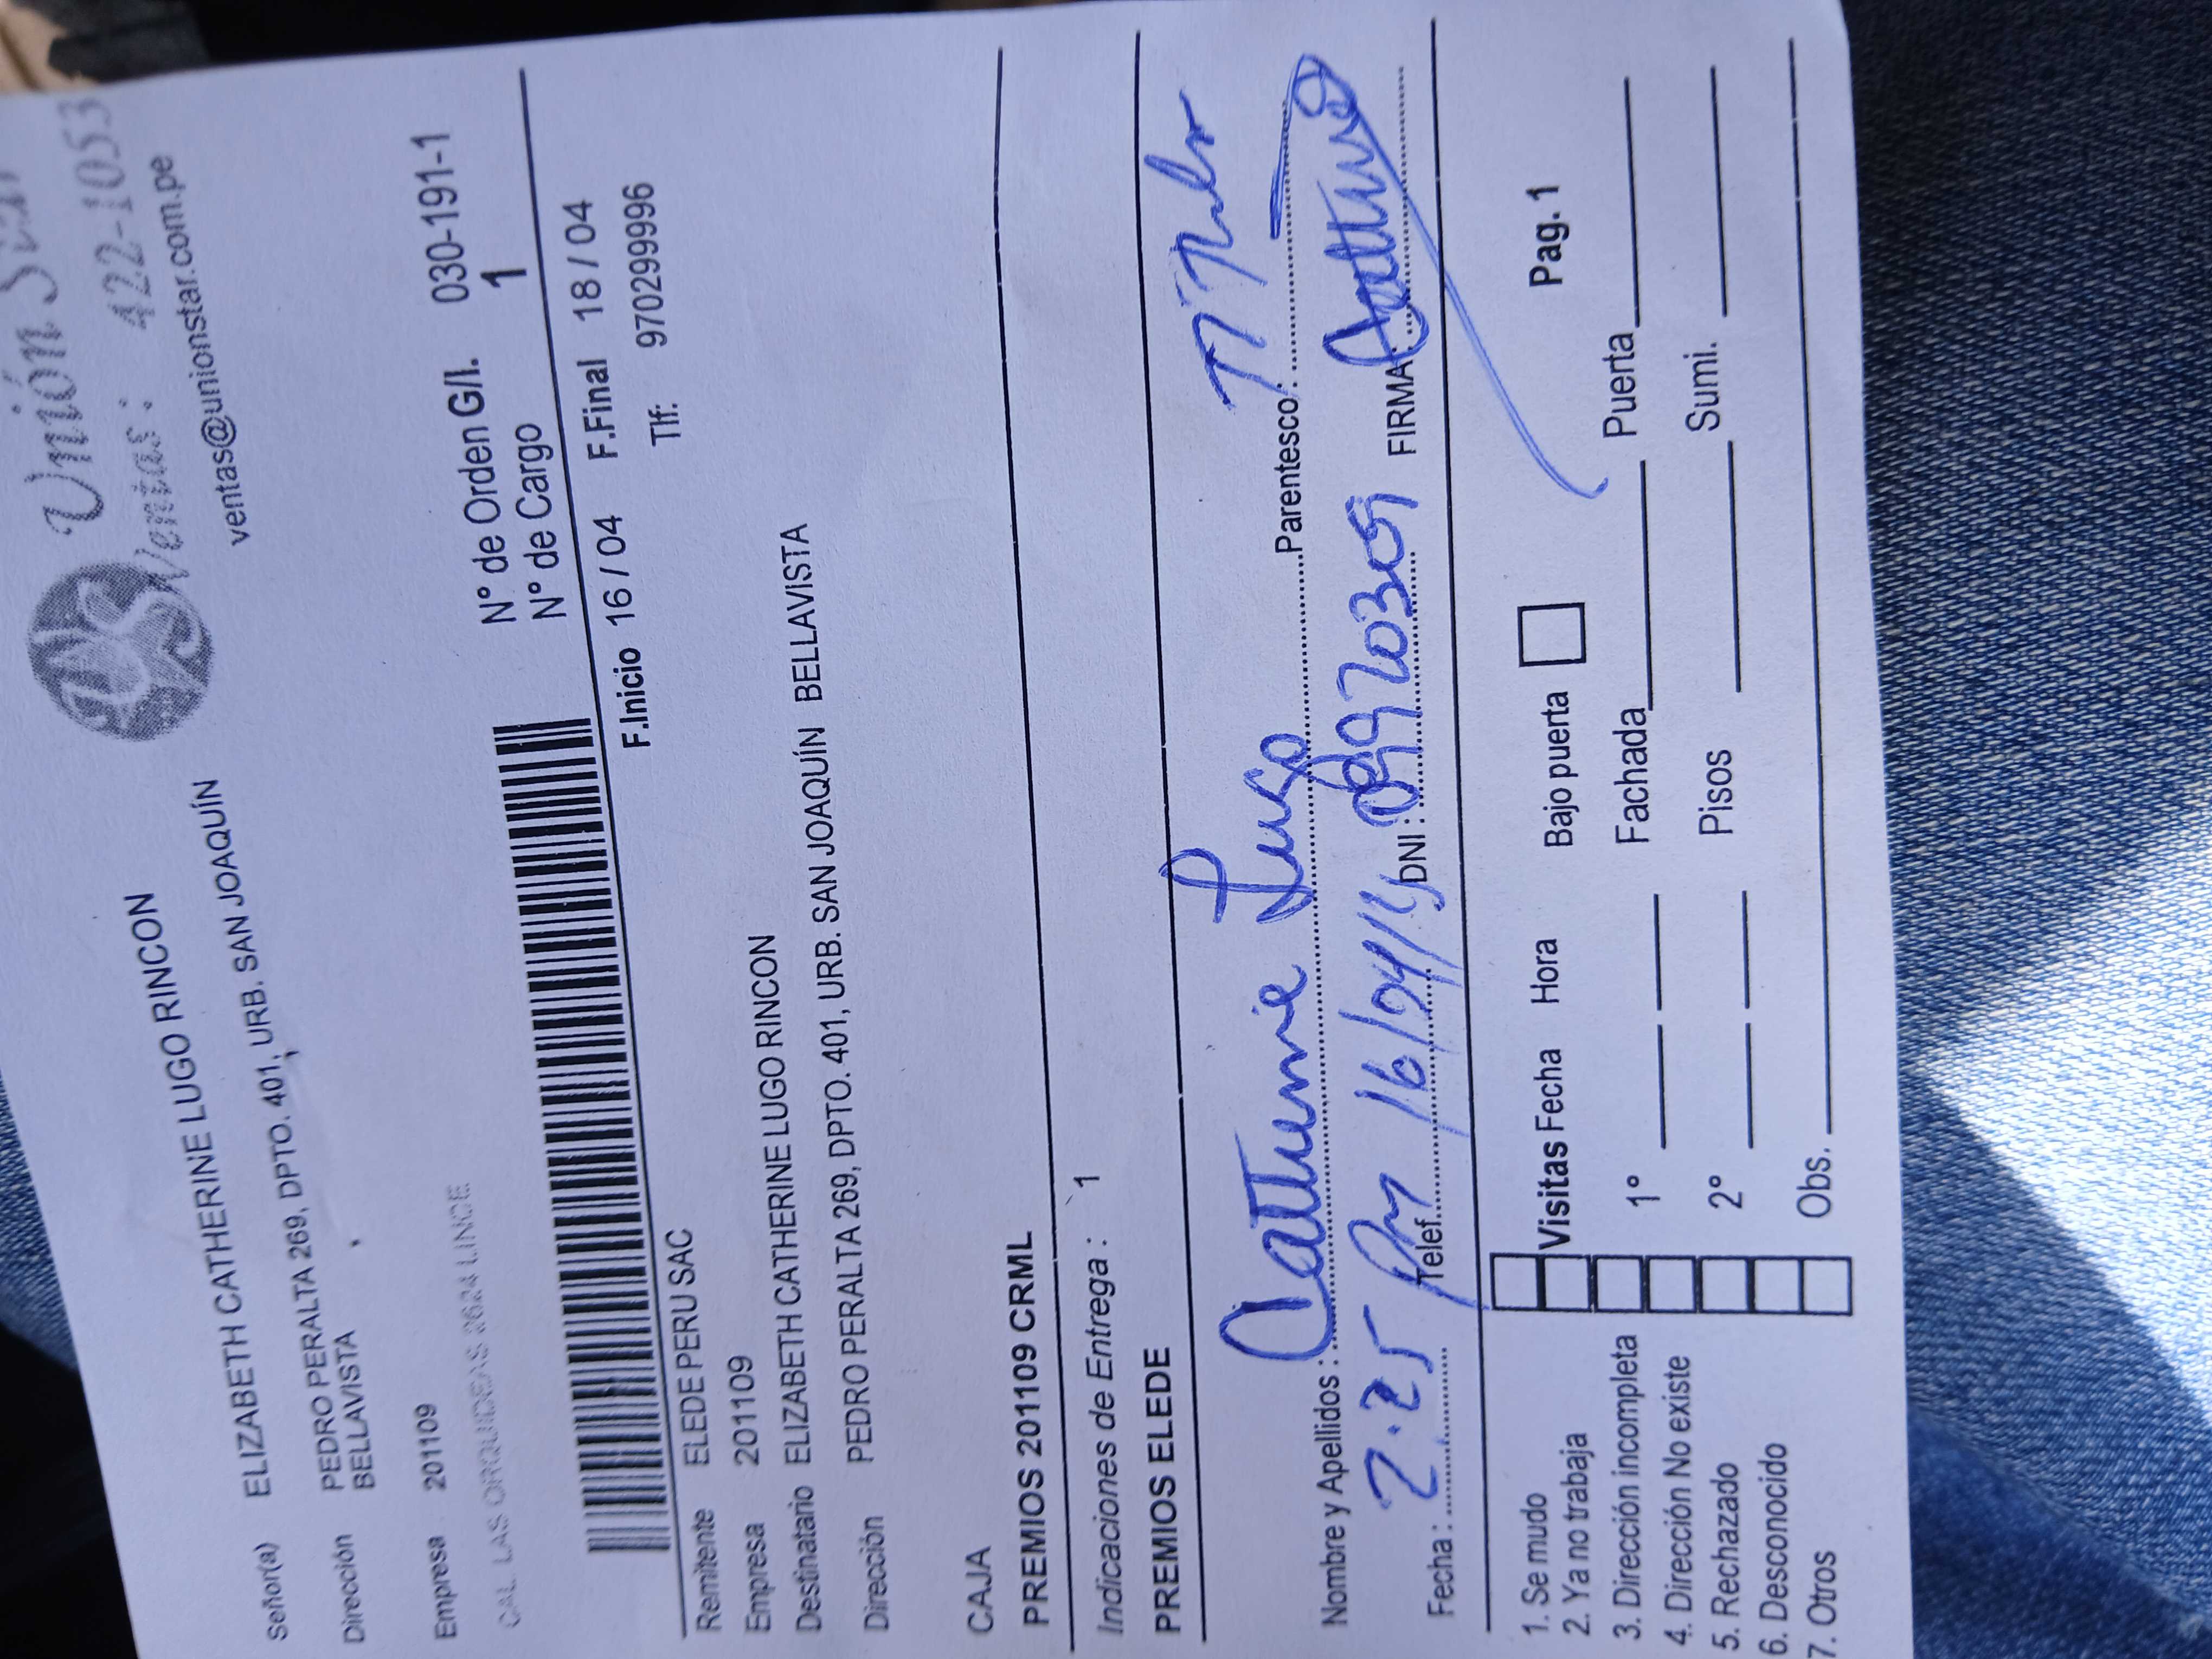 Unión Star
Ventas: 422-1053
ventas@unionstar.com.pe
ELIZABETH CATHERINE LUGO RINCON
Señor(a) ELIZABETH CATHERINE LUGO RINCON
Dirección PEDRO PERALTA 269, DPTO. 401, URB. SAN JOAQUÍN
BELLAVISTA
Empresa 201109
CAL. LAS ORQUIDEAS 2624 LINCE
N° de Orden G/I. 030-191-1
N° de Cargo 1
F.Inicio 16 / 04 F.Final 18 / 04
Remitente ELEDE PERU SAC Tlf: 970299996
Empresa 201109
Destinatario ELIZABETH CATHERINE LUGO RINCON
Dirección PEDRO PERALTA 269, DPTO. 401, URB. SAN JOAQUÍN BELLAVISTA
CAJA
PREMIOS 201109 CRML
Indicaciones de Entrega : 1
PREMIOS ELEDE
Nombre y Apellidos : Catherine Lugo Parentesco:
Fecha : 2.25 pm Telef. 16/04/ DNI : FIRMA :
1. Se mudo
2. Ya no trabaja
3. Dirección incompleta
4. Dirección No existe
5. Rechazado
6. Desconocido
7. Otros
Visitas Fecha Hora Bajo puerta Pag. 1
1° Fachada Puerta
2° Pisos Sumi.
Obs.